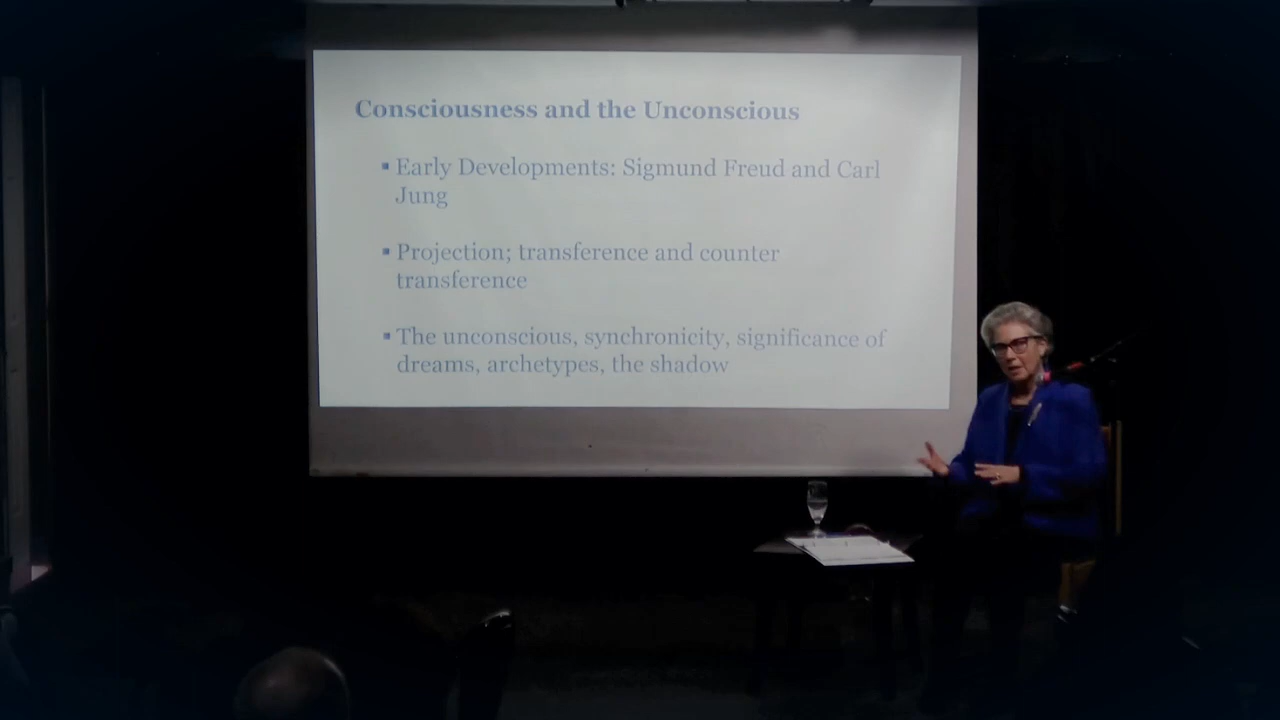 Consciousness and the Unconscious
▪ Early Developments: Sigmund Freud and Carl
Jung
▪ Projection; transference and counter
transference
▪ The unconscious, synchronicity, significance of
dreams, archetypes, the shadow